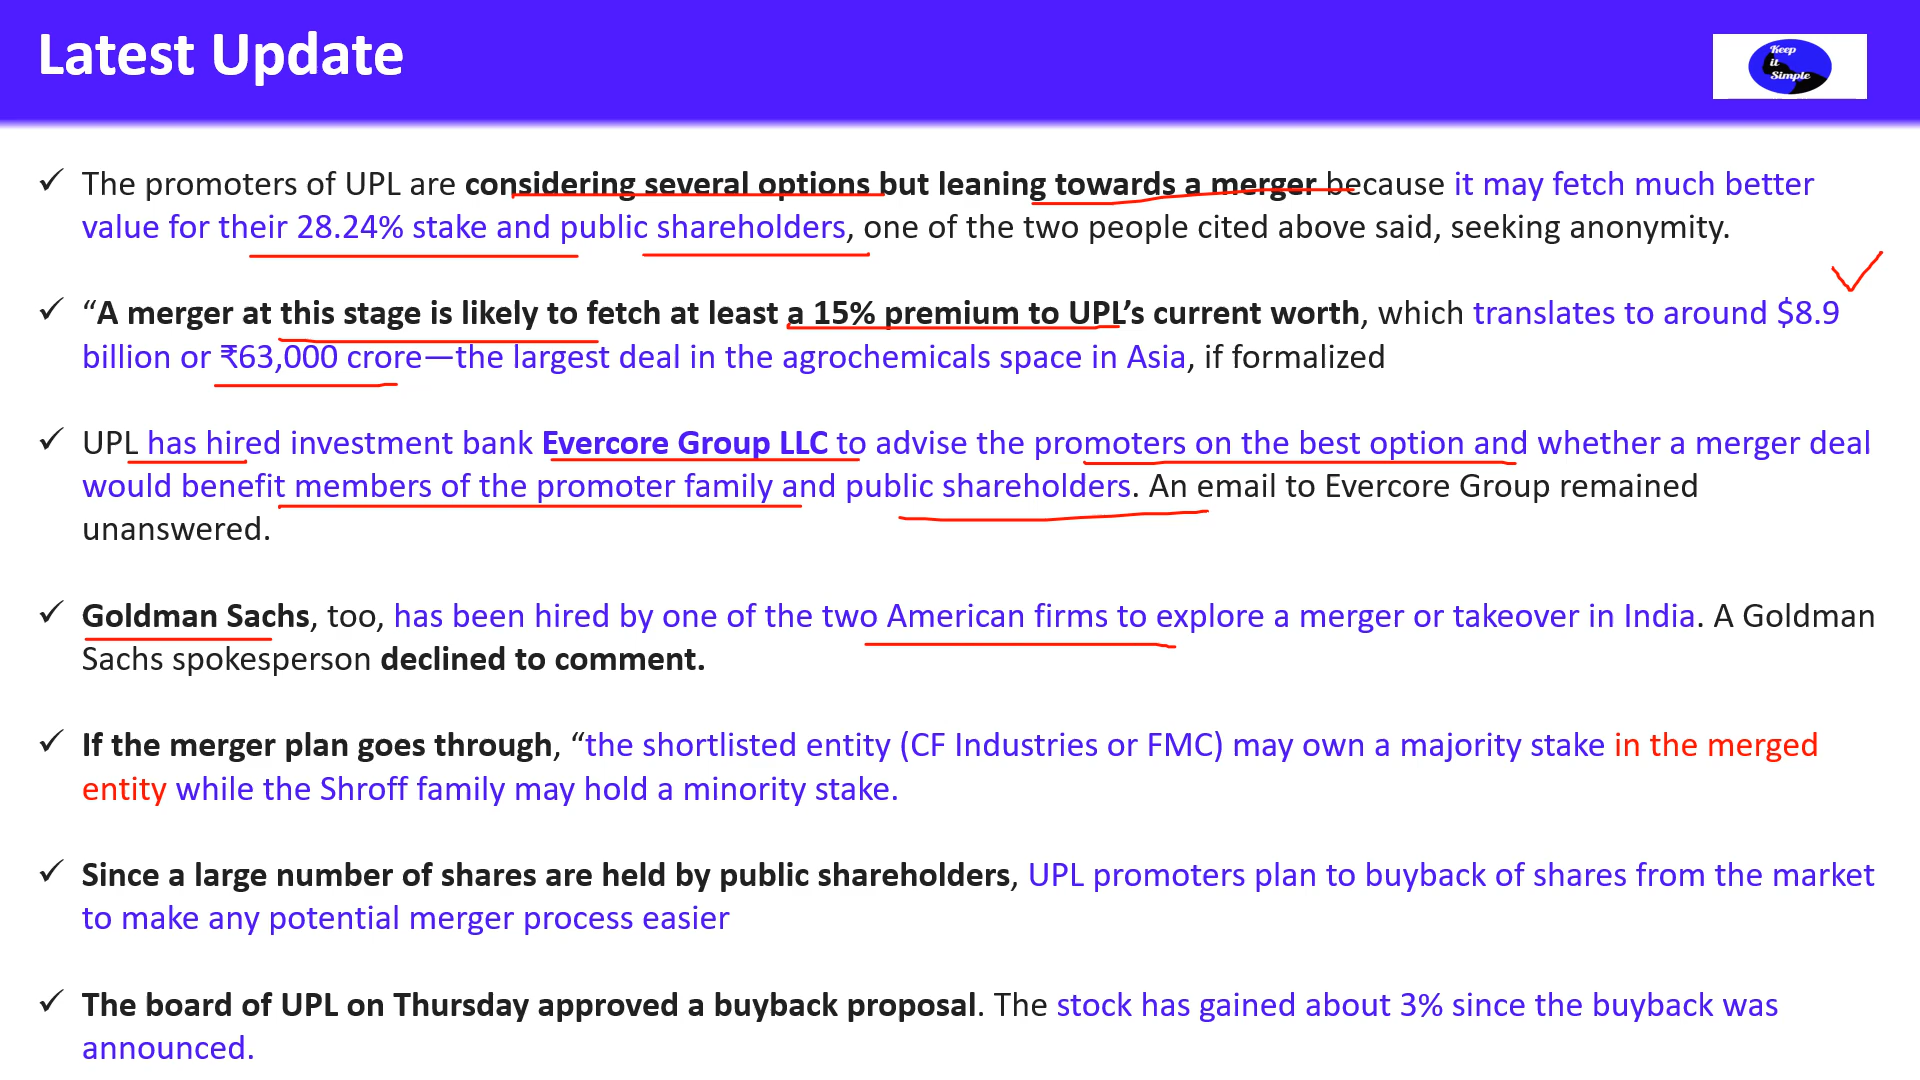 Latest Update
Keep
it
Simple
✓ The promoters of UPL are considering several options but leaning towards a merger because it may fetch much better
value for their 28.24% stake and public shareholders, one of the two people cited above said, seeking anonymity.
✓ “A merger at this stage is likely to fetch at least a 15% premium to UPL’s current worth, which translates to around $8.9
billion or ₹63,000 crore—the largest deal in the agrochemicals space in Asia, if formalized
✓ UPL has hired investment bank Evercore Group LLC to advise the promoters on the best option and whether a merger deal
would benefit members of the promoter family and public shareholders. An email to Evercore Group remained
unanswered.
✓ Goldman Sachs, too, has been hired by one of the two American firms to explore a merger or takeover in India. A Goldman
Sachs spokesperson declined to comment.
✓ If the merger plan goes through, “the shortlisted entity (CF Industries or FMC) may own a majority stake in the merged
entity while the Shroff family may hold a minority stake.
✓ Since a large number of shares are held by public shareholders, UPL promoters plan to buyback of shares from the market
to make any potential merger process easier
✓ The board of UPL on Thursday approved a buyback proposal. The stock has gained about 3% since the buyback was
announced.